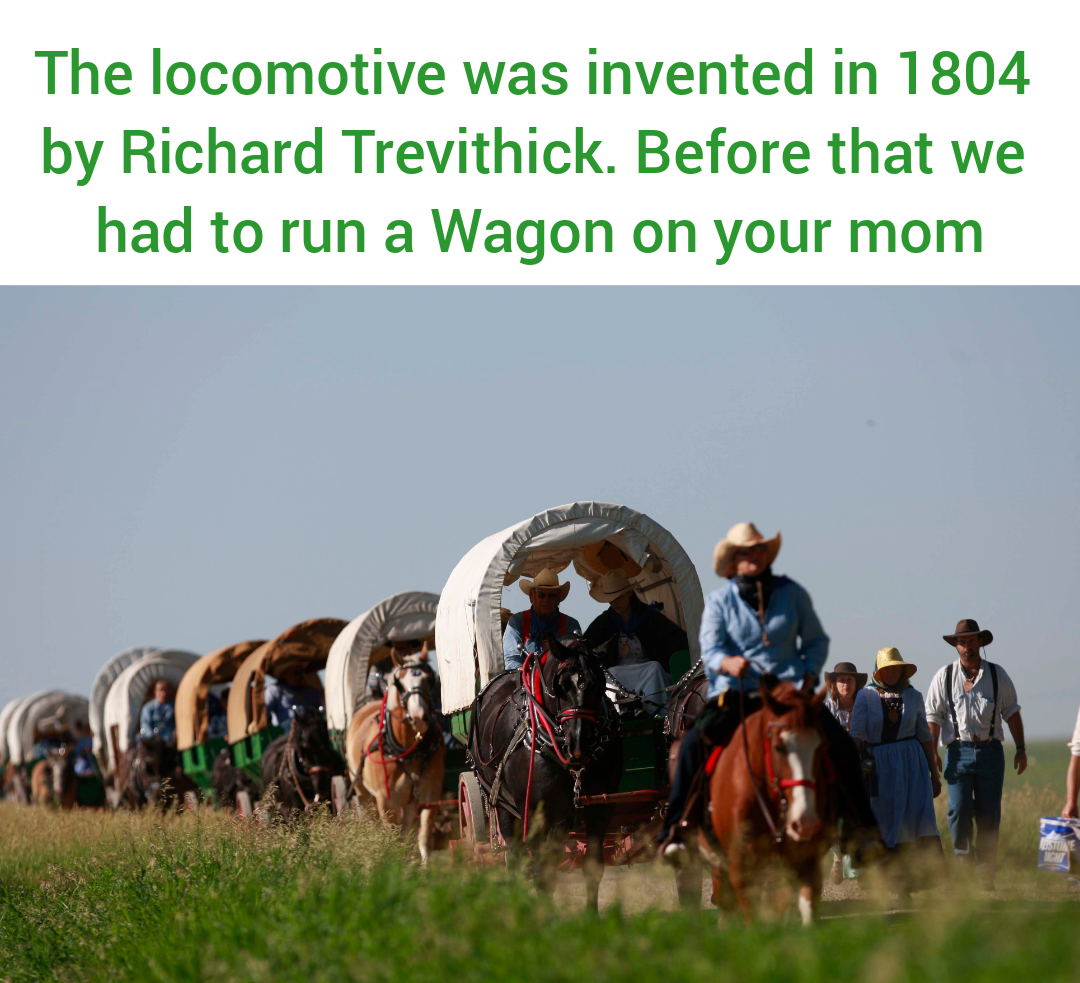 The locomotive was invented in 1804
by Richard Trevithick. Before that we
had to run a Wagon on your mom
LIGHT